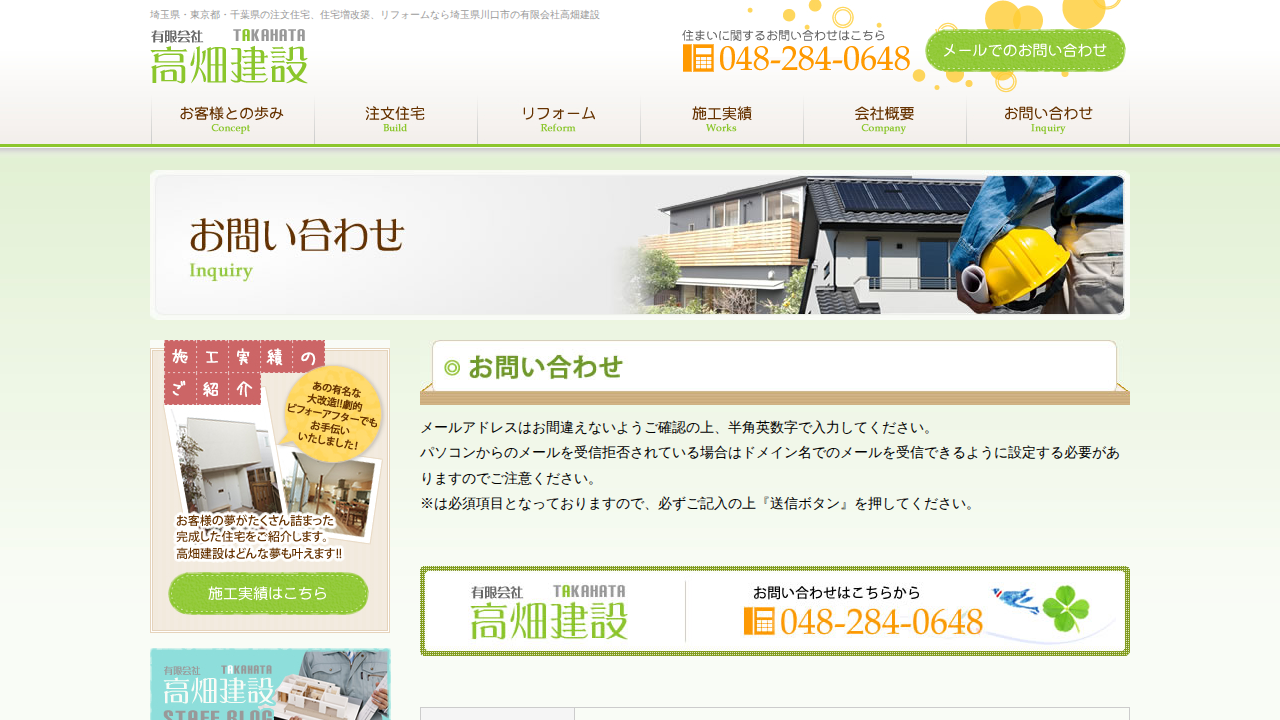 埼玉県・東京都・千葉県の注文住宅、住宅増改築、リフォームなら埼玉県川口市の有限会社高畑建設
有限会社 TAKAHATA
高畑建設
住まいに関するお問い合わせはこちら
048-284-0648
メールでのお問い合わせ
お客様との歩み
Concept
注文住宅
Build
リフォーム
Reform
施工実績
Works
会社概要
Company
お問い合わせ
Inquiry
お問い合わせ
Inquiry
施工実績の
ご紹介
あの有名な
大改造!!劇的
ビフォーアフターでも
お手伝い
いたしました!
お客様の夢がたくさん詰まった
完成した住宅をご紹介します。
高畑建設はどんな夢も叶えます!!
施工実績はこちら
有限会社 TAKAHATA
高畑建設
STAFF BLOG
お問い合わせ
メールアドレスはお間違えないようご確認の上、半角英数字で入力してください。
パソコンからのメールを受信拒否されている場合はドメイン名でのメールを受信できるように設定する必要があ
りますのでご注意ください。
※は必須項目となっておりますので、必ずご記入の上『送信ボタン』を押してください。
有限会社 TAKAHATA
高畑建設
お問い合わせはこちらから
048-284-0648